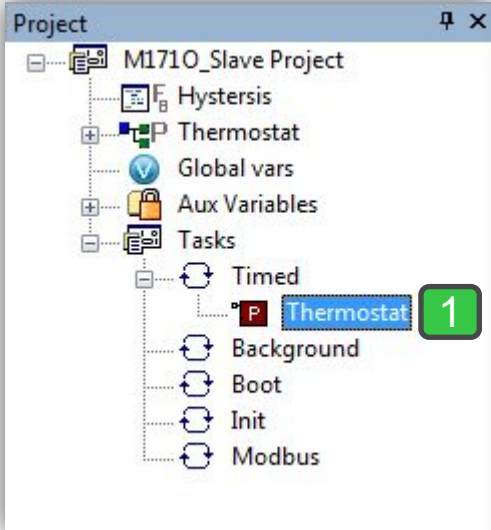 Project
M171O_Slave Project
Hystersis
Thermostat
Global vars
Aux Variables
Tasks
Timed
P Thermostat 1
Background
Boot
Init
Modbus